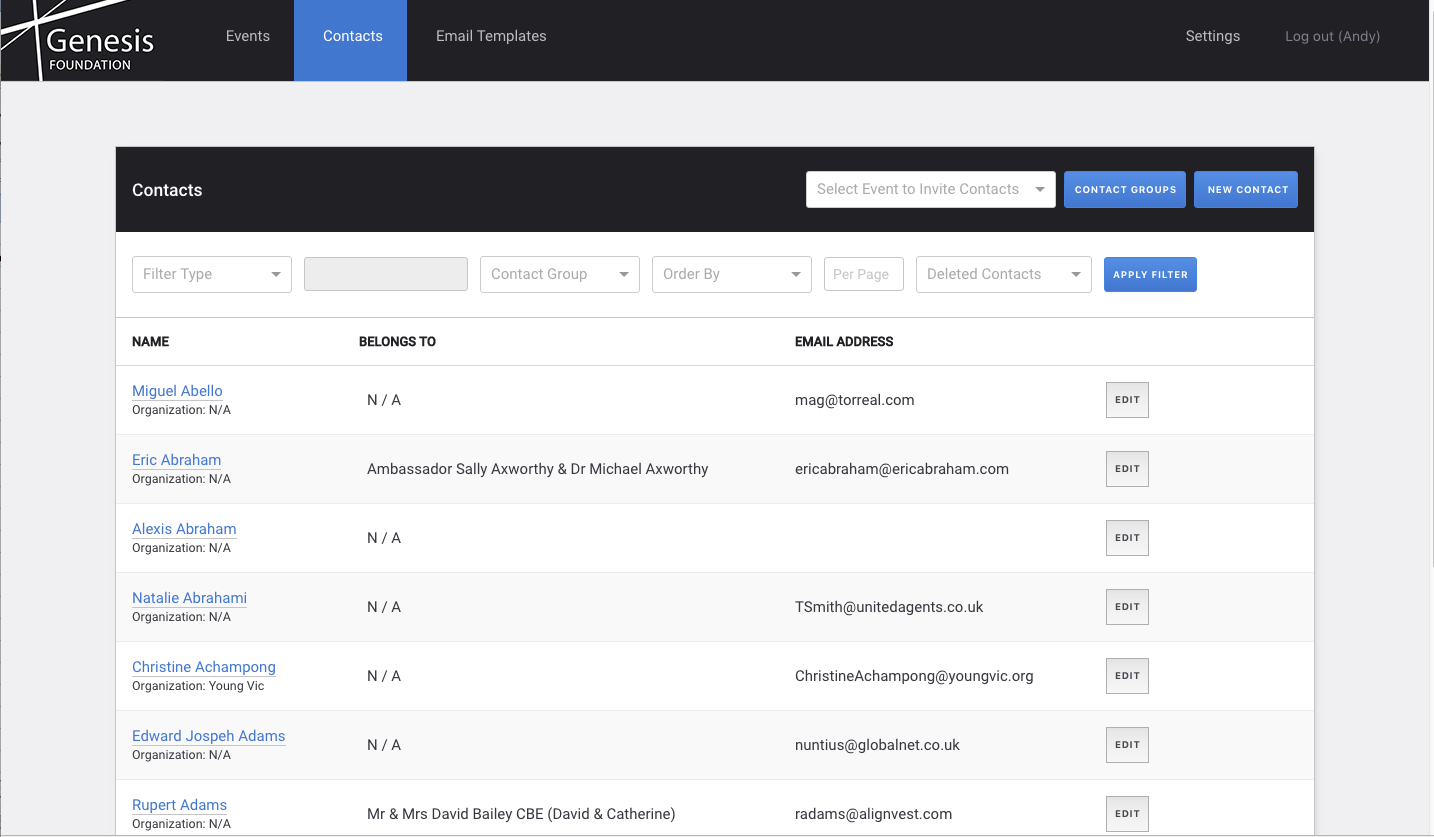 Genesis
FOUNDATION
Events Contacts Email Templates Settings Log out (Andy)
Contacts Select Event to Invite Contacts CONTACT GROUPS NEW CONTACT
Filter Type Contact Group Order By Per Page Deleted Contacts APPLY FILTER
NAME BELONGS TO EMAIL ADDRESS
Miguel Abello
Organization: N/A
N / A mag@torreal.com EDIT
Eric Abraham
Organization: N/A
Ambassador Sally Axworthy & Dr Michael Axworthy ericabraham@ericabraham.com EDIT
Alexis Abraham
Organization: N/A
N / A EDIT
Natalie Abrahami
Organization: N/A
N / A TSmith@unitedagents.co.uk EDIT
Christine Achampong
Organization: Young Vic
N / A ChristineAchampong@youngvic.org EDIT
Edward Jospeh Adams
Organization: N/A
N / A nuntius@globalnet.co.uk EDIT
Rupert Adams
Organization: N/A
Mr & Mrs David Bailey CBE (David & Catherine) radams@alignvest.com EDIT